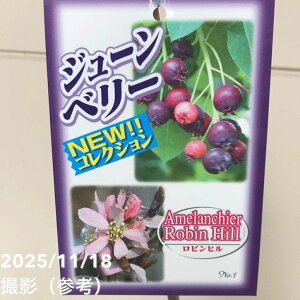 ジューン
ベリー
NEW!!
コレクション
Amelanchier
Robin Hill
ロビンヒル
No.1
2025/11/18
撮影（参考）